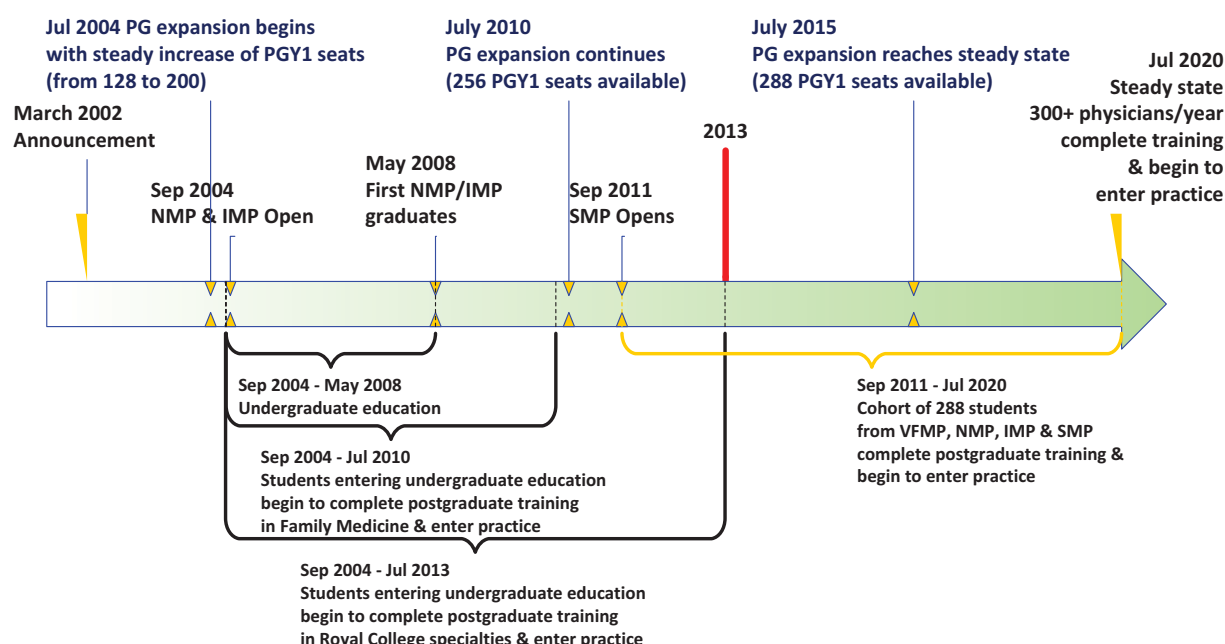 Jul 2004 PG expansion begins
with steady increase of PGY1 seats
(from 128 to 200)
July 2010
PG expansion continues
(256 PGY1 seats available)
July 2015
PG expansion reaches steady state
(288 PGY1 seats available)
Jul 2020
Steady state
300+ physicians/year
complete training
& begin to
enter practice
March 2002
Announcement
2013
Sep 2004
NMP & IMP Open
May 2008
First NMP/IMP
graduates
Sep 2011
SMP Opens
Sep 2004 - May 2008
Undergraduate education
Sep 2011 - Jul 2020
Cohort of 288 students
from VFMP, NMP, IMP & SMP
complete postgraduate training &
begin to enter practice
Sep 2004 - Jul 2010
Students entering undergraduate education
begin to complete postgraduate training
in Family Medicine & enter practice
Sep 2004 - Jul 2013
Students entering undergraduate education
begin to complete postgraduate training
in Royal College specialties & enter practice